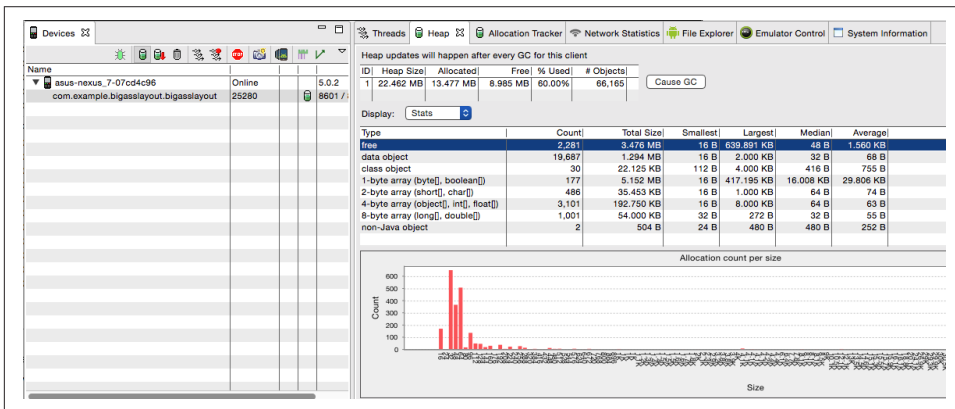 Devices
Name
asus-nexus_7-07cd4c96 Online 5.0.2
com.example.bigasslayout.bigasslayout 25280 8601 /
Threads Heap Allocation Tracker Network Statistics File Explorer Emulator Control System Information
Heap updates will happen after every GC for this client
ID Heap Size Allocated Free % Used # Objects
1 22.462 MB 13.477 MB 8.985 MB 60.00% 66,165
Cause GC
Display: Stats
Type Count Total Size Smallest Largest Median Average
free 2,281 3.476 MB 16 B 639.891 KB 48 B 1.560 KB
data object 19,687 1.294 MB 16 B 2.000 KB 32 B 68 B
class object 30 22.125 KB 112 B 4.000 KB 416 B 755 B
1-byte array (byte[], boolean[]) 177 5.152 MB 16 B 417.195 KB 16.008 KB 29.806 KB
2-byte array (short[], char[]) 486 35.453 KB 16 B 1.000 KB 64 B 74 B
4-byte array (object[], int[], float[]) 3,101 192.750 KB 16 B 8.000 KB 64 B 63 B
8-byte array (long[], double[]) 1,001 54.000 KB 32 B 272 B 32 B 55 B
non-Java object 2 504 B 24 B 480 B 480 B 252 B
Allocation count per size
Count
600
500
400
300
200
100
0
Size